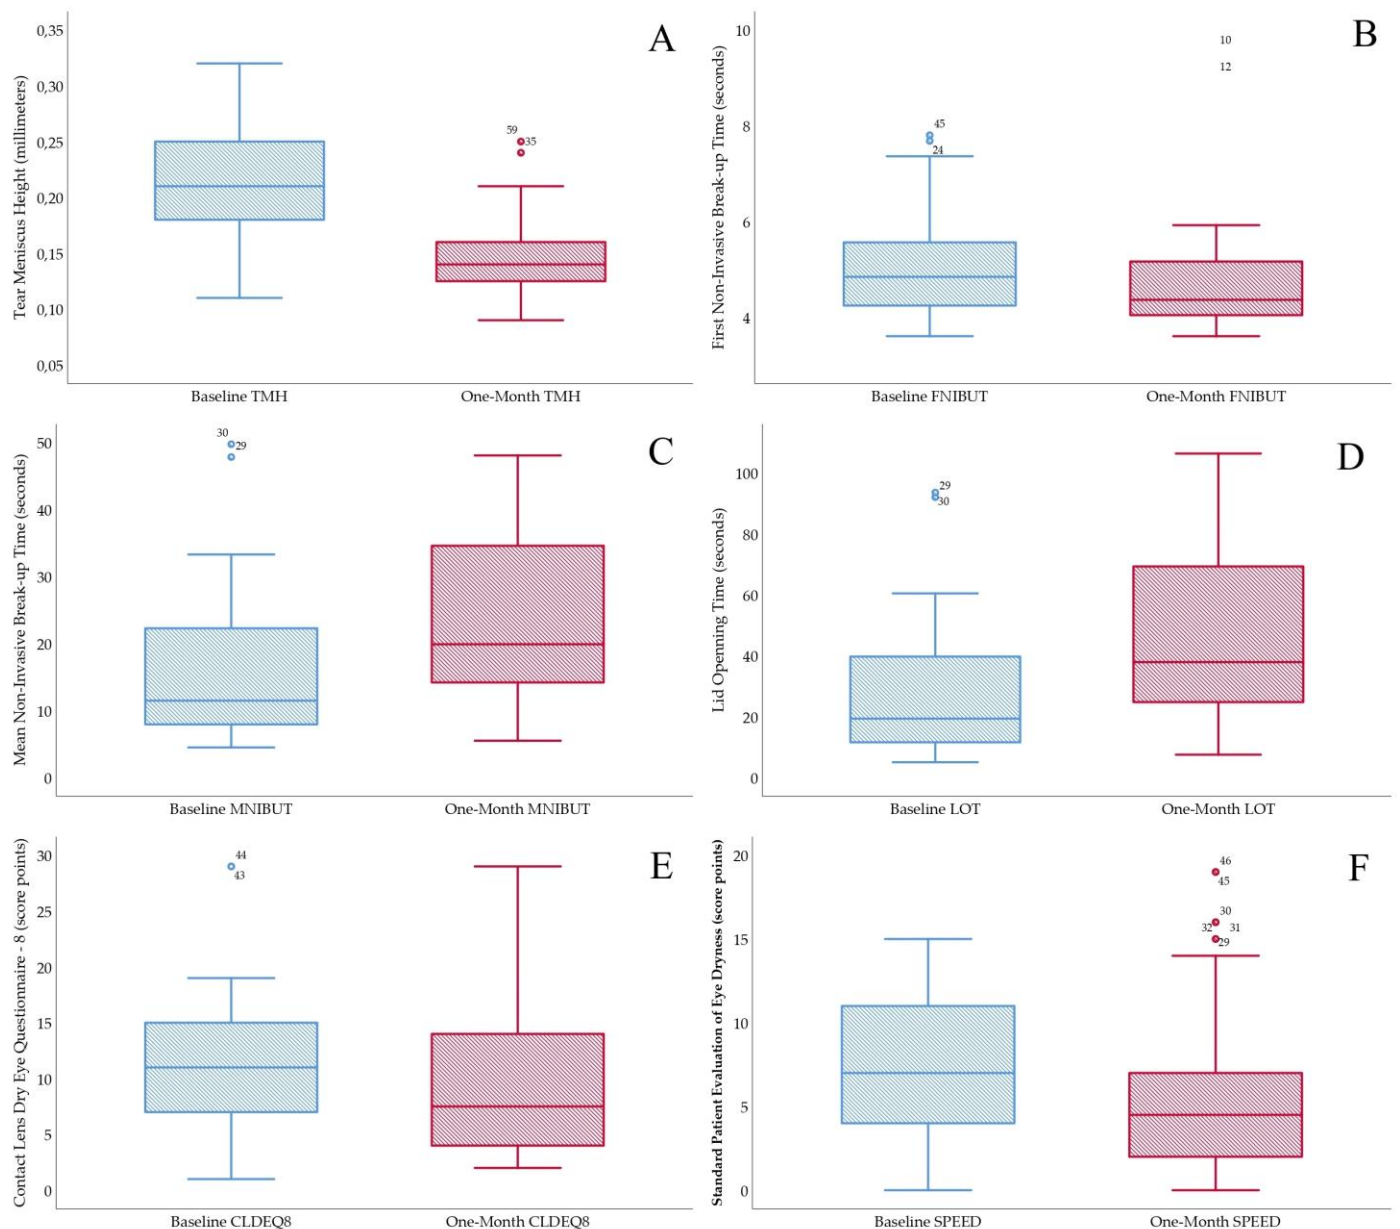 A
Tear Meniscus Height (millimeters)
0,35
0,30
0,25
0,20
0,15
0,10
0,05
59
35
Baseline TMH
One-Month TMH
B
First Non-Invasive Break-up Time (seconds)
10
8
6
4
45
24
10
12
Baseline FNIBUT
One-Month FNIBUT
C
Mean Non-Invasive Break-up Time (seconds)
50
40
30
20
10
0
30
29
Baseline MNIBUT
One-Month MNIBUT
D
Lid Openning Time (seconds)
100
80
60
40
20
0
29
30
Baseline LOT
One-Month LOT
E
Contact Lens Dry Eye Questionnaire - 8 (score points)
30
25
20
15
10
5
0
44
43
Baseline CLDEQ8
One-Month CLDEQ8
F
Standard Patient Evaluation of Eye Dryness (score points)
20
15
10
5
0
46
45
30
32 31
29
Baseline SPEED
One-Month SPEED